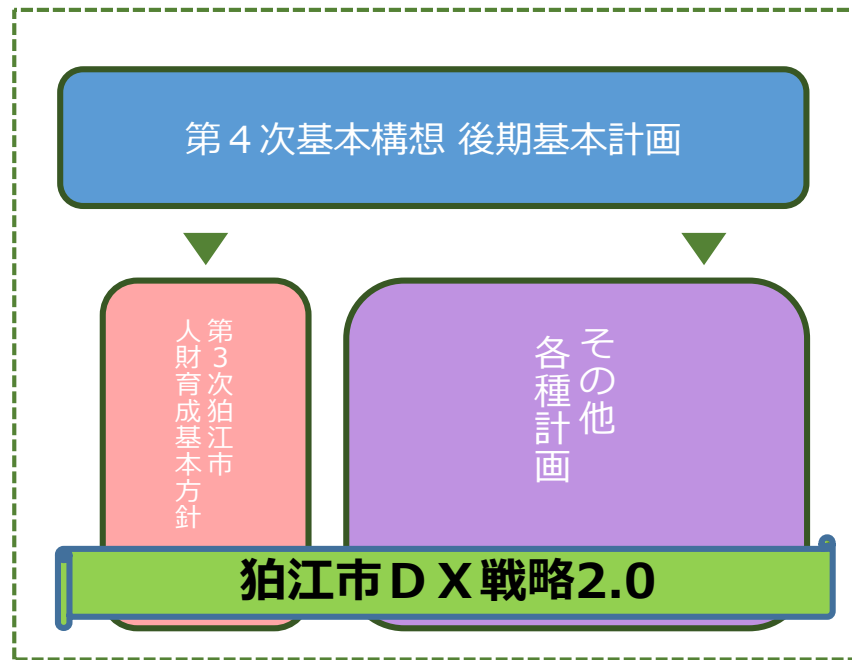 第４次基本構想 後期基本計画
第３次狛江市
人財育成基本方針
その他
各種計画
狛江市ＤＸ戦略2.0